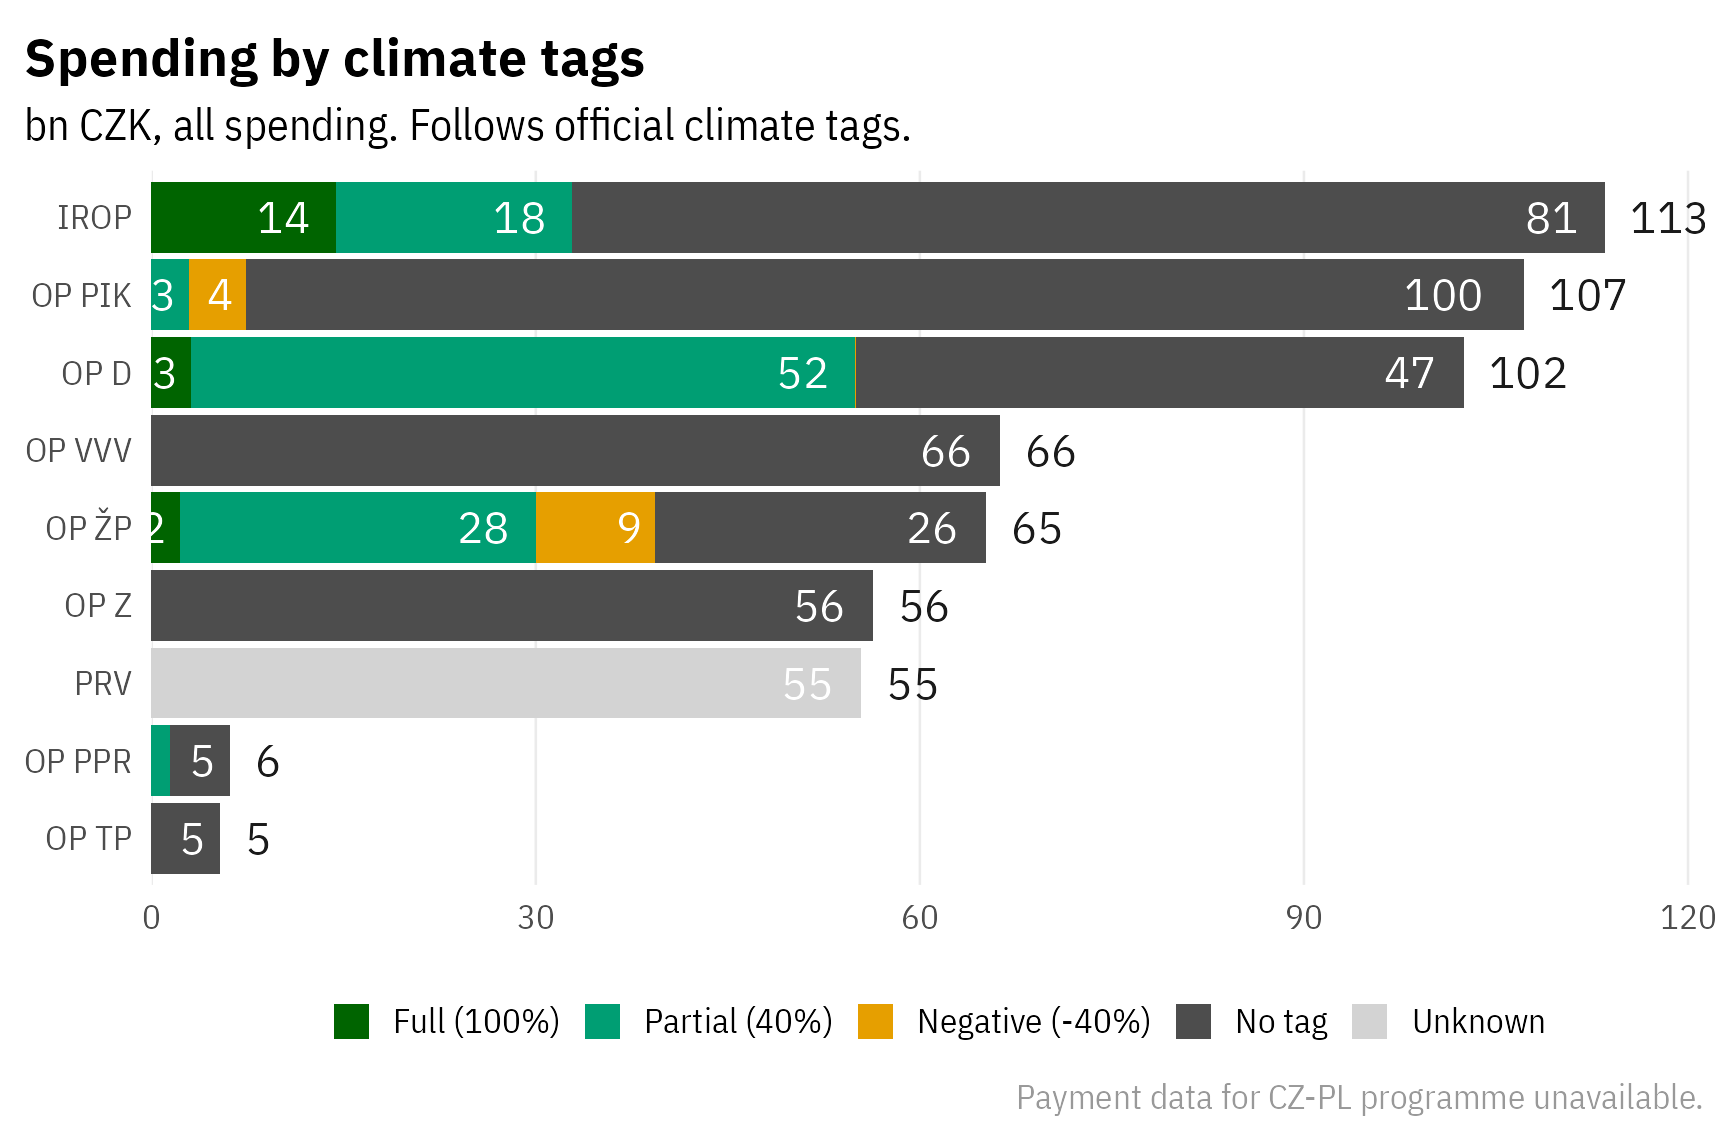 Spending by climate tags
bn CZK, all spending. Follows official climate tags.
IROP 14 18 81 113
OP PIK 3 4 100 107
OP D 3 52 47 102
OP VVV 66 66
OP ŽP 2 28 9 26 65
OP Z 56 56
PRV 55 55
OP PPR 5 6
OP TP 5 5
0 30 60 90 120
Full (100%) Partial (40%) Negative (-40%) No tag Unknown
Payment data for CZ-PL programme unavailable.